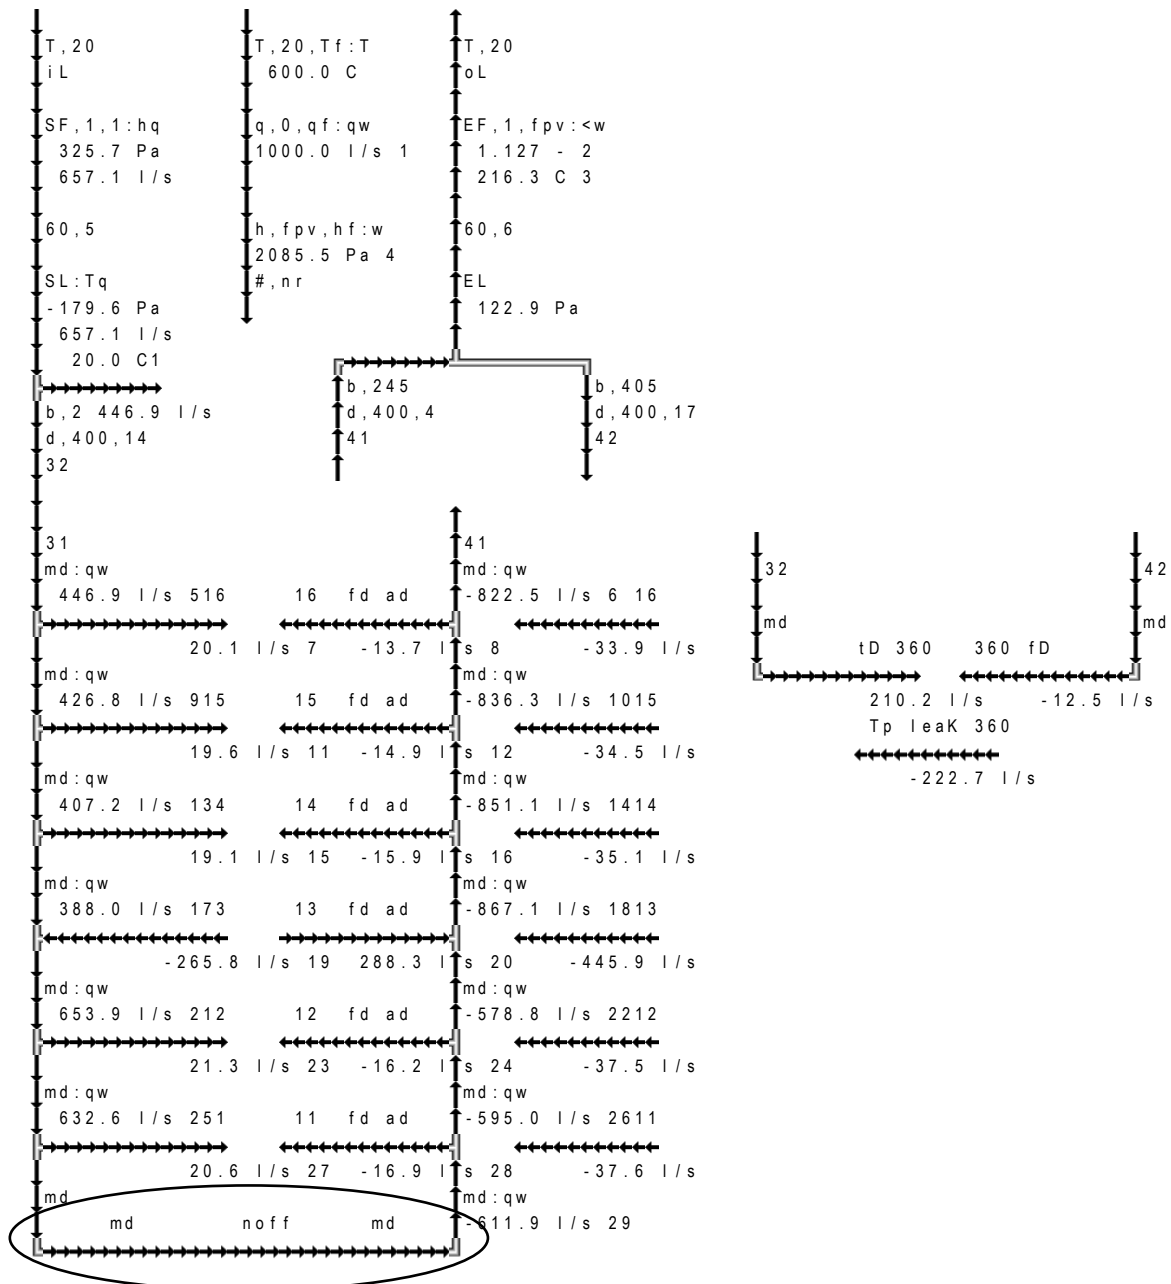 T,20
iL
SF,1,1:hq
325.7 Pa
657.1 l/s
60,5
SL:Tq
-179.6 Pa
657.1 l/s
20.0 C1
b,2 446.9 l/s
d,400,14
32
T,20,Tf:T
600.0 C
q,0,qf:qw
1000.0 l/s 1
h,fpv,hf:w
2085.5 Pa 4
#,nr
T,20
oL
EF,1,fpv:<w
1.127 - 2
216.3 C 3
60,6
EL
122.9 Pa
b,245
d,400,4
41
b,405
d,400,17
42
31 41
md:qw md:qw
446.9 l/s 516 16 fd ad -822.5 l/s 6 16
20.1 l/s 7 -13.7 l s 8 -33.9 l/s
md:qw md:qw
426.8 l/s 915 15 fd ad -836.3 l/s 1015
19.6 l/s 11 -14.9 l s 12 -34.5 l/s
md:qw md:qw
407.2 l/s 134 14 fd ad -851.1 l/s 1414
19.1 l/s 15 -15.9 l s 16 -35.1 l/s
md:qw md:qw
388.0 l/s 173 13 fd ad -867.1 l/s 1813
-265.8 l/s 19 288.3 l s 20 -445.9 l/s
md:qw md:qw
653.9 l/s 212 12 fd ad -578.8 l/s 2212
21.3 l/s 23 -16.2 l s 24 -37.5 l/s
md:qw md:qw
632.6 l/s 251 11 fd ad -595.0 l/s 2611
20.6 l/s 27 -16.9 l s 28 -37.6 l/s
md md:qw
md noff md -611.9 l/s 29
32 42
md md
tD 360 360 fD
210.2 l/s -12.5 l/s
Tp leaK 360
-222.7 l/s